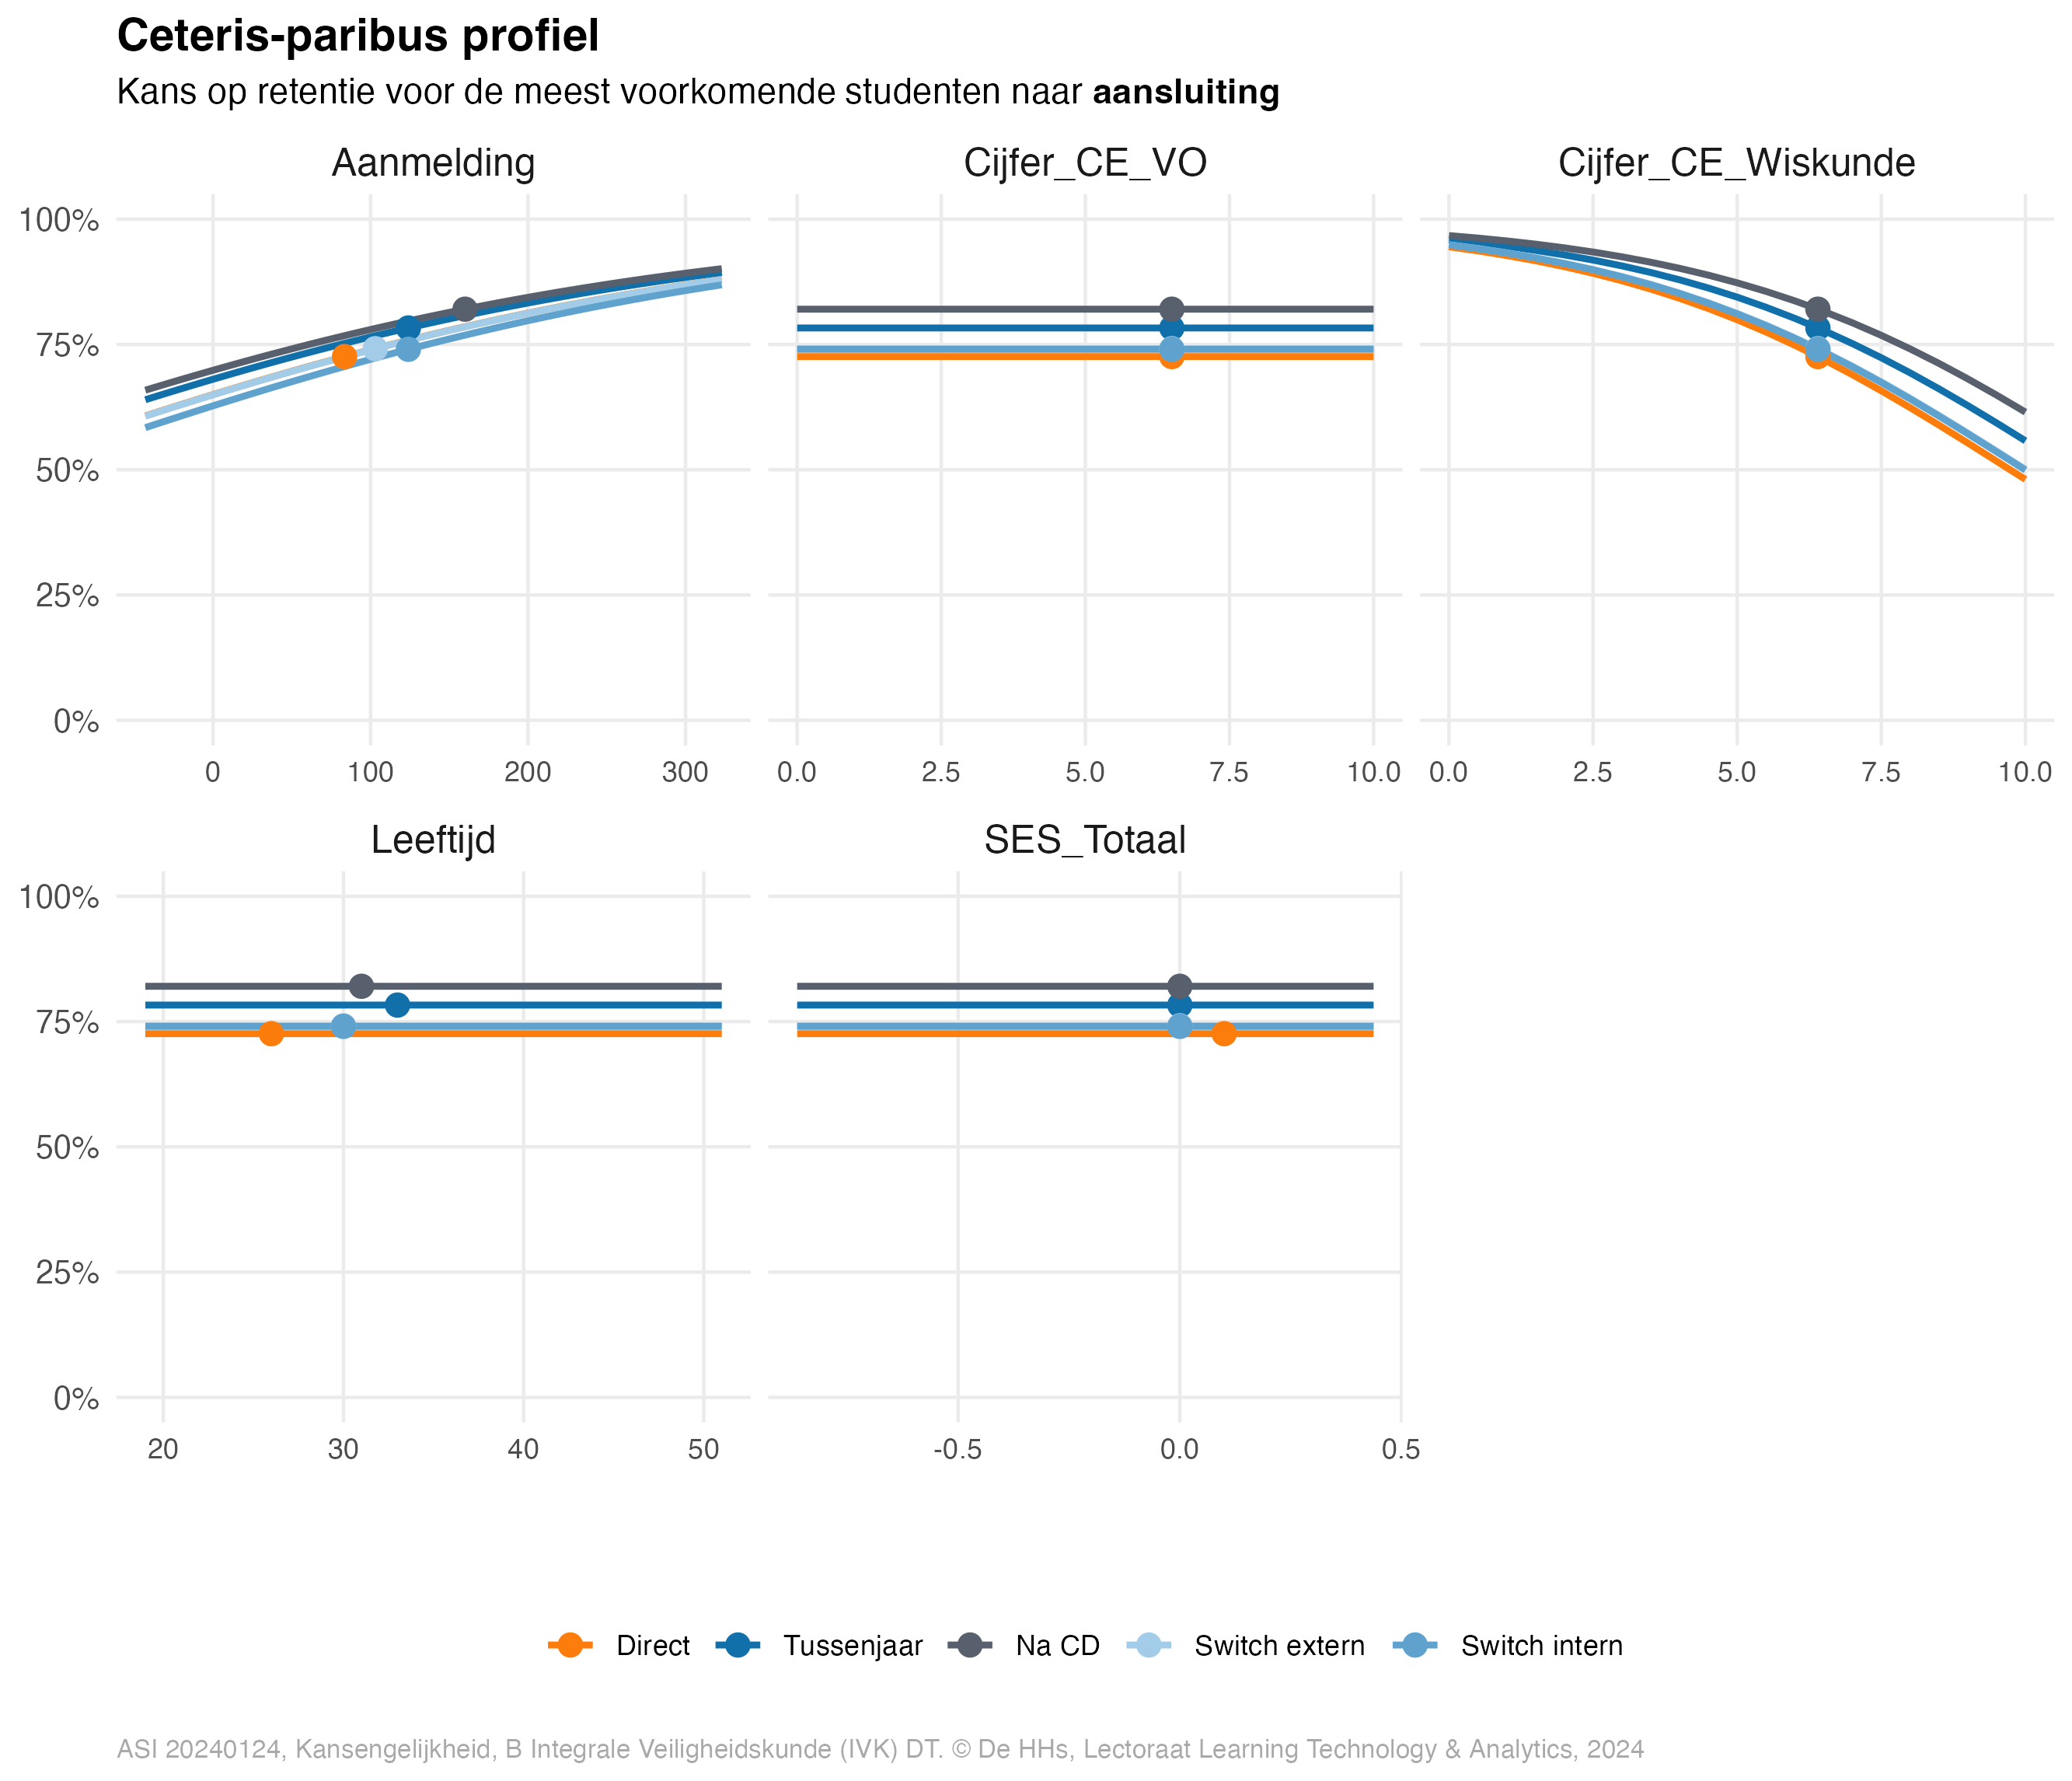 Ceteris-paribus profiel
Kans op retentie voor de meest voorkomende studenten naar aansluiting
Aanmelding Cijfer_CE_VO Cijfer_CE_Wiskunde
100%
75%
50%
25%
0%
0 100 200 300 0.0 2.5 5.0 7.5 10.0 0.0 2.5 5.0 7.5 10.0
Leeftijd SES_Totaal
100%
75%
50%
25%
0%
20 30 40 50 -0.5 0.0 0.5
Direct Tussenjaar Na CD Switch extern Switch intern
ASI 20240124, Kansengelijkheid, B Integrale Veiligheidskunde (IVK) DT. © De HHs, Lectoraat Learning Technology & Analytics, 2024